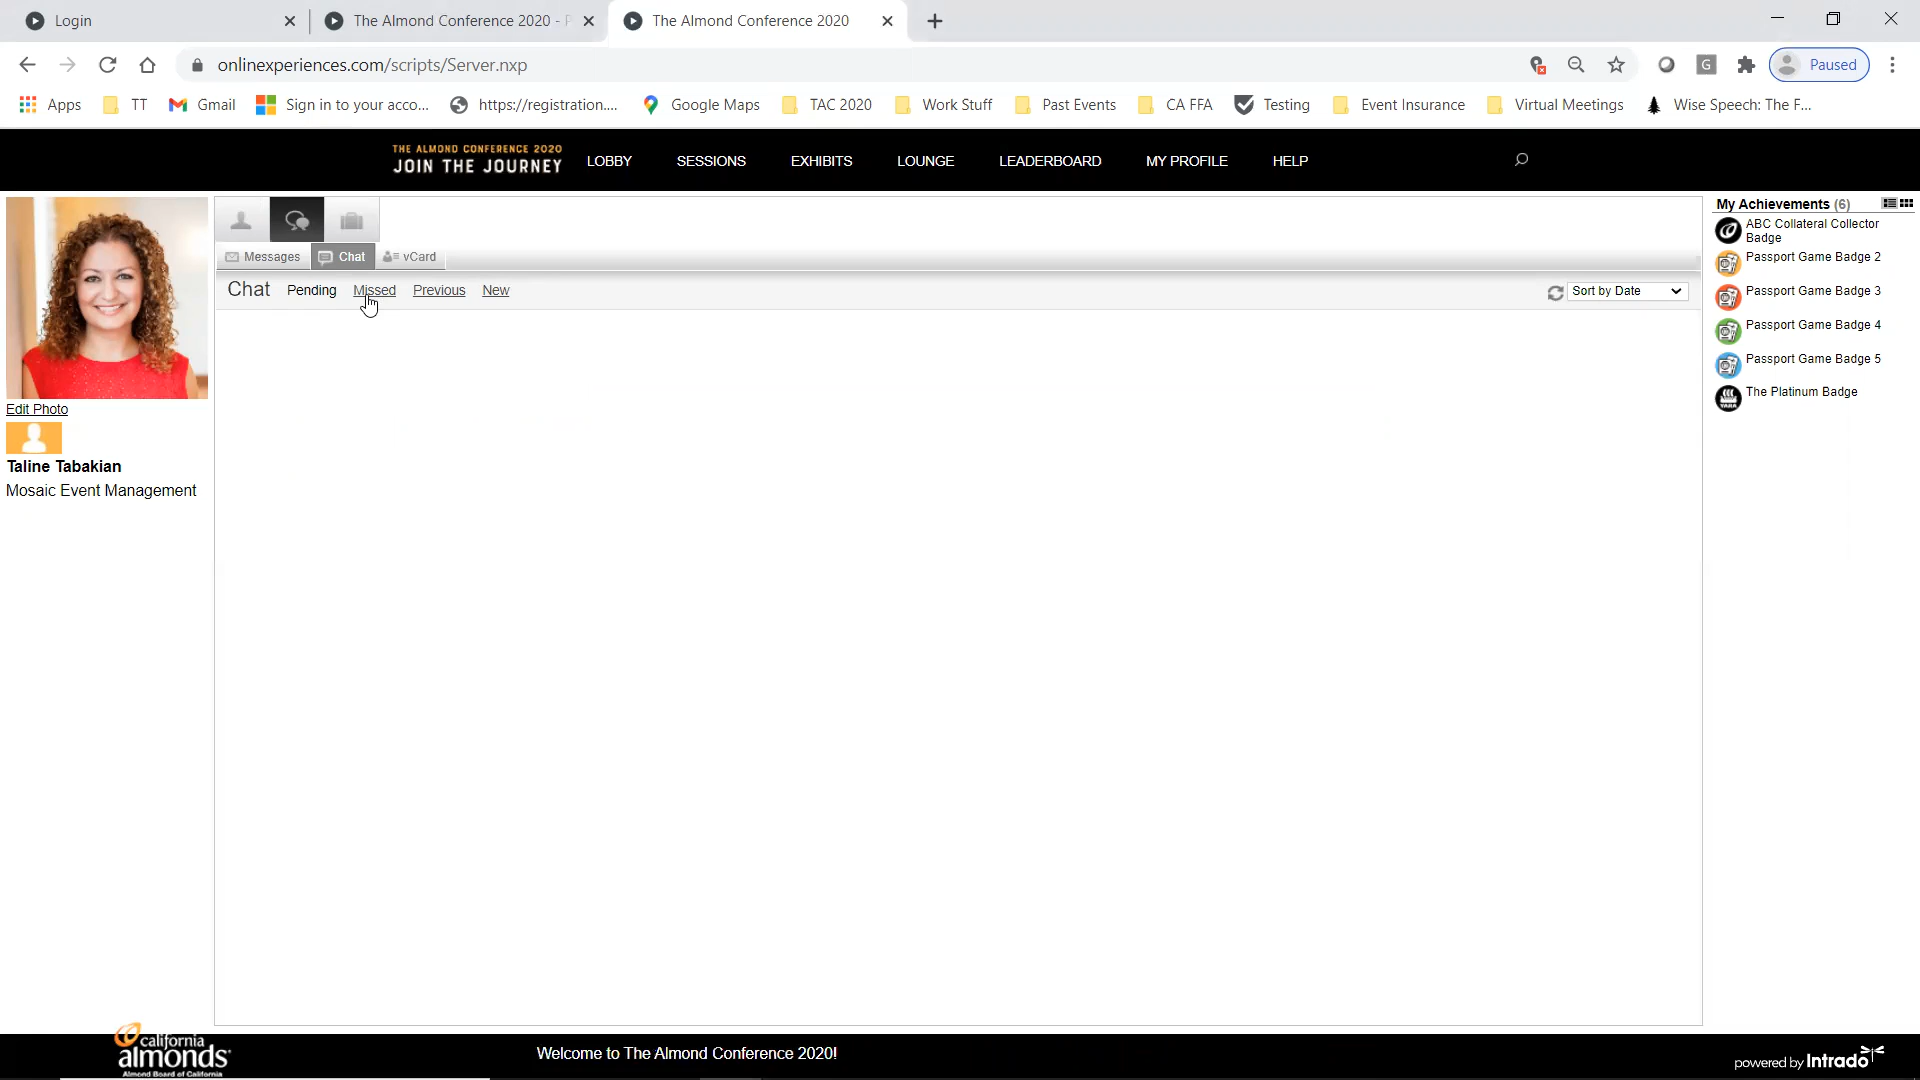 Login
The Almond Conference 2020 - P
The Almond Conference 2020
onlinexperiences.com/scripts/Server.nxp
G
Paused
Apps
TT
Gmail
Sign in to your acco...
https://registration....
Google Maps
TAC 2020
Work Stuff
Past Events
CA FFA
Testing
Event Insurance
Virtual Meetings
Wise Speech: The F...
THE ALMOND CONFERENCE 2020
JOIN THE JOURNEY
LOBBY
SESSIONS
EXHIBITS
LOUNGE
LEADERBOARD
MY PROFILE
HELP
Edit Photo
Taline Tabakian
Mosaic Event Management
Messages
Chat
vCard
Chat
Pending
Missed
Previous
New
Sort by Date
My Achievements (6)
ABC Collateral Collector
Badge
Passport Game Badge 2
Passport Game Badge 3
Passport Game Badge 4
Passport Game Badge 5
The Platinum Badge
california
almonds
Almond Board of California
Welcome to The Almond Conference 2020!
powered by Intrado